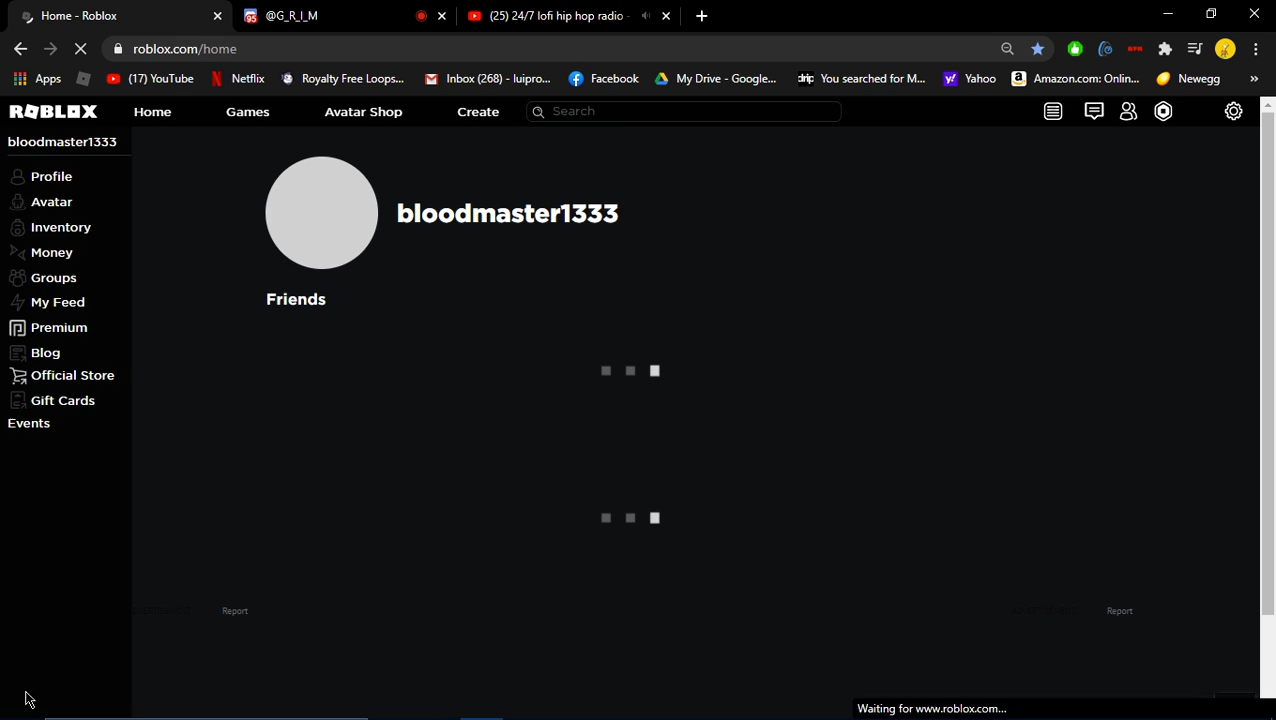 Home - Roblox
95 @G_R_I_M
(25) 24/7 lofi hip hop radio -
roblox.com/home
Apps
(17) YouTube
Netflix
Royalty Free Loops...
Inbox (268) - luipro...
Facebook
My Drive - Google...
You searched for M...
Yahoo
Amazon.com: Onlin...
Newegg
»
ROBLOX
Home
Games
Avatar Shop
Create
Search
bloodmaster1333
Profile
Avatar
Inventory
Money
Groups
My Feed
Premium
Blog
Official Store
Gift Cards
Events
bloodmaster1333
Friends
Report
Report
Waiting for www.roblox.com...